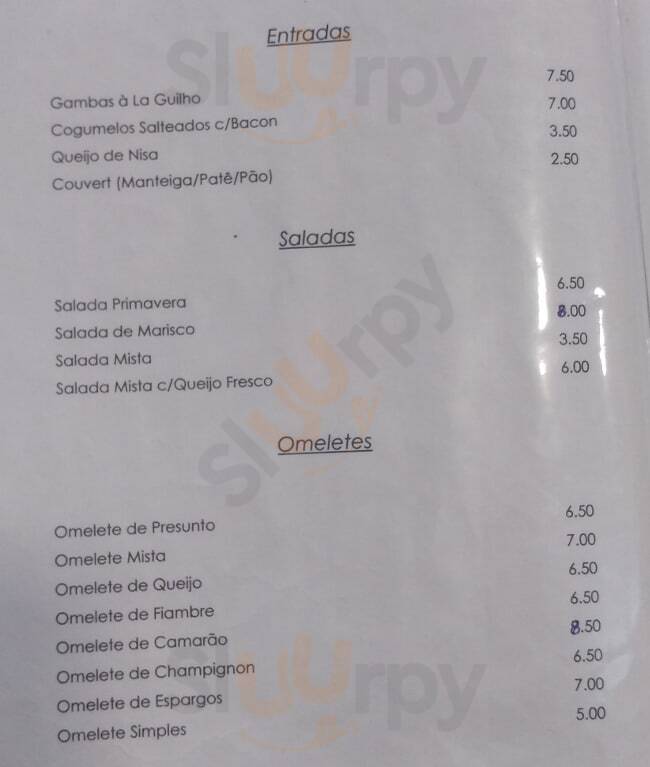 Entradas
Gambas à La Guilho 7.50
Cogumelos Salteados c/Bacon 7.00
Queijo de Nisa 3.50
Couvert (Manteiga/Patê/Pão) 2.50
Saladas
Salada Primavera 6.50
Salada de Marisco 8.00
Salada Mista 3.50
Salada Mista c/Queijo Fresco 6.00
Omeletes
Omelete de Presunto 6.50
Omelete Mista 7.00
Omelete de Queijo 6.50
Omelete de Fiambre 6.50
Omelete de Camarão 8.50
Omelete de Champignon 6.50
Omelete de Espargos 7.00
Omelete Simples 5.00
Sluurpy
Sluurpy
Sluurpy